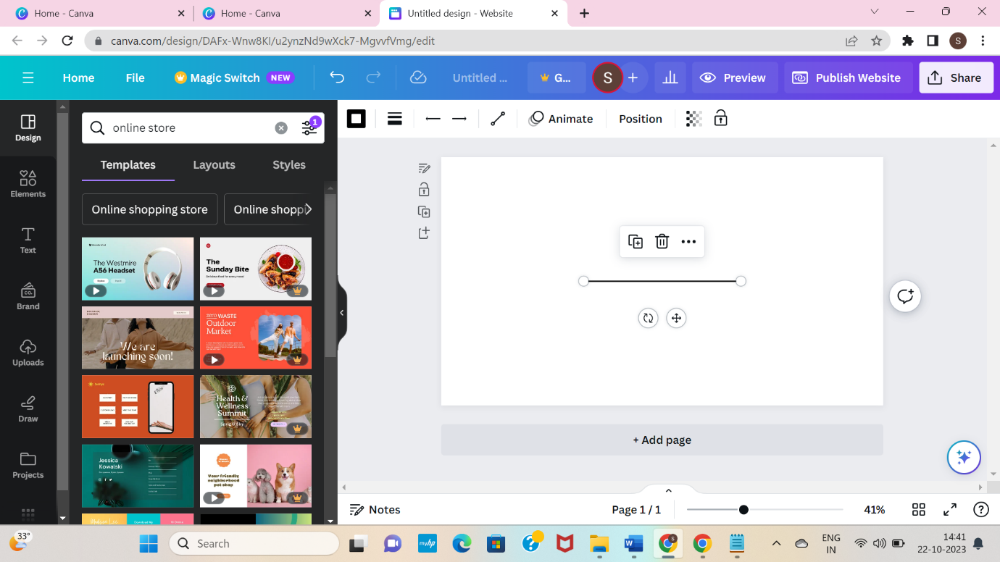 Home - Canva
Home - Canva
Untitled design - Website
canva.com/design/DAFx-Wnw8KI/u2ynzNd9wXck7-MgvvfVmg/edit
S
Home
File
Magic Switch NEW
Untitled ...
G...
S
Preview
Publish Website
Share
Design
Elements
Text
CO.
Brand
Uploads
Draw
Projects
online store
1
Templates
Layouts
Styles
Online shopping store
Online shoppi
The Westmire
A56 Headset
The
Sunday Bite
We are
launching soon!
ZERO WASTE
Outdoor
Market
Health &
Wellness
Summit
Jessica
Kowalski
Your friendly
neighborhood
pet shop
Animate
Position
+ Add page
Notes
Page 1 / 1
41%
33°
Search
myhp
W
S
ENG
IN
14:41
22-10-2023